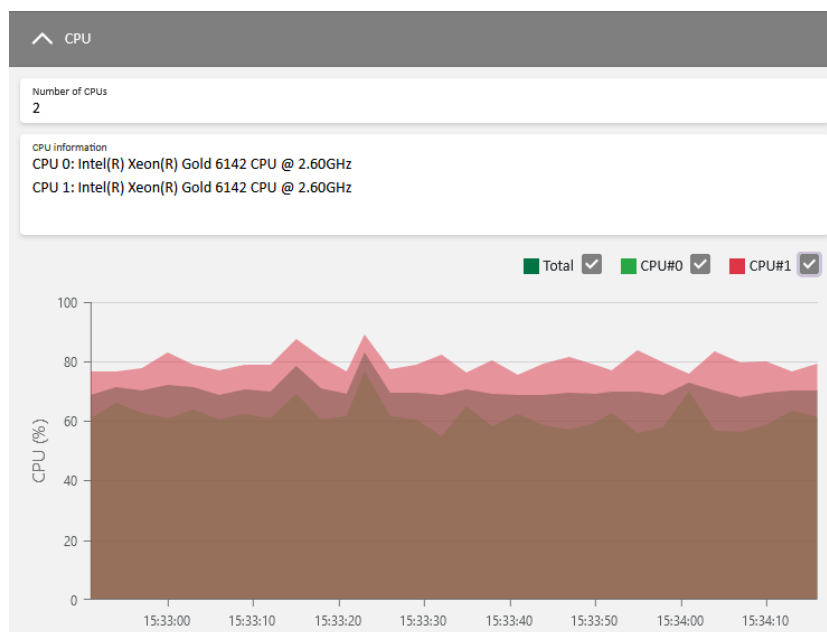 CPU
Number of CPUs
2
CPU information
CPU 0: Intel(R) Xeon(R) Gold 6142 CPU @ 2.60GHz
CPU 1: Intel(R) Xeon(R) Gold 6142 CPU @ 2.60GHz
Total CPU#0 CPU#1
100
80
60
40
20
0
CPU (%)
15:33:00 15:33:10 15:33:20 15:33:30 15:33:40 15:33:50 15:34:00 15:34:10